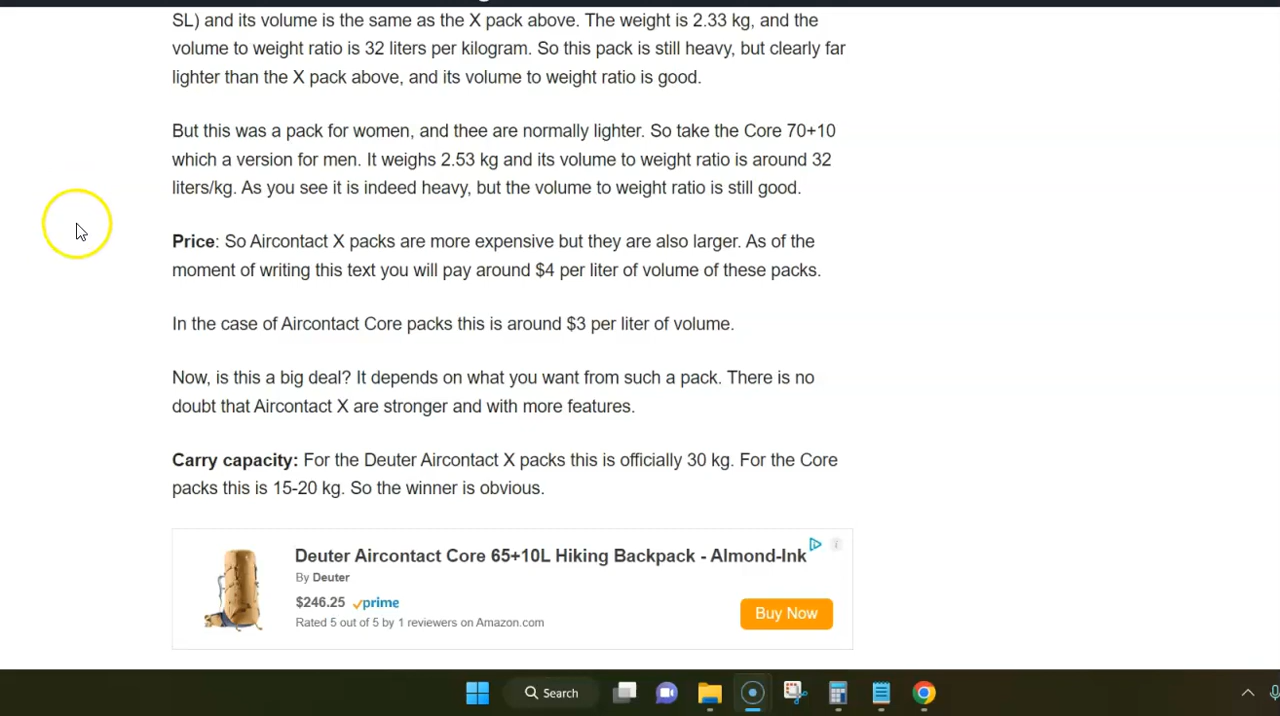 SL) and its volume is the same as the X pack above. The weight is 2.33 kg, and the
volume to weight ratio is 32 liters per kilogram. So this pack is still heavy, but clearly far
lighter than the X pack above, and its volume to weight ratio is good.
But this was a pack for women, and thee are normally lighter. So take the Core 70+10
which a version for men. It weighs 2.53 kg and its volume to weight ratio is around 32
liters/kg. As you see it is indeed heavy, but the volume to weight ratio is still good.
Price: So Aircontact X packs are more expensive but they are also larger. As of the
moment of writing this text you will pay around $4 per liter of volume of these packs.
In the case of Aircontact Core packs this is around $3 per liter of volume.
Now, is this a big deal? It depends on what you want from such a pack. There is no
doubt that Aircontact X are stronger and with more features.
Carry capacity: For the Deuter Aircontact X packs this is officially 30 kg. For the Core
packs this is 15-20 kg. So the winner is obvious.
Deuter Aircontact Core 65+10L Hiking Backpack - Almond-Ink
By Deuter
$246.25 prime
Rated 5 out of 5 by 1 reviewers on Amazon.com
Buy Now
Search